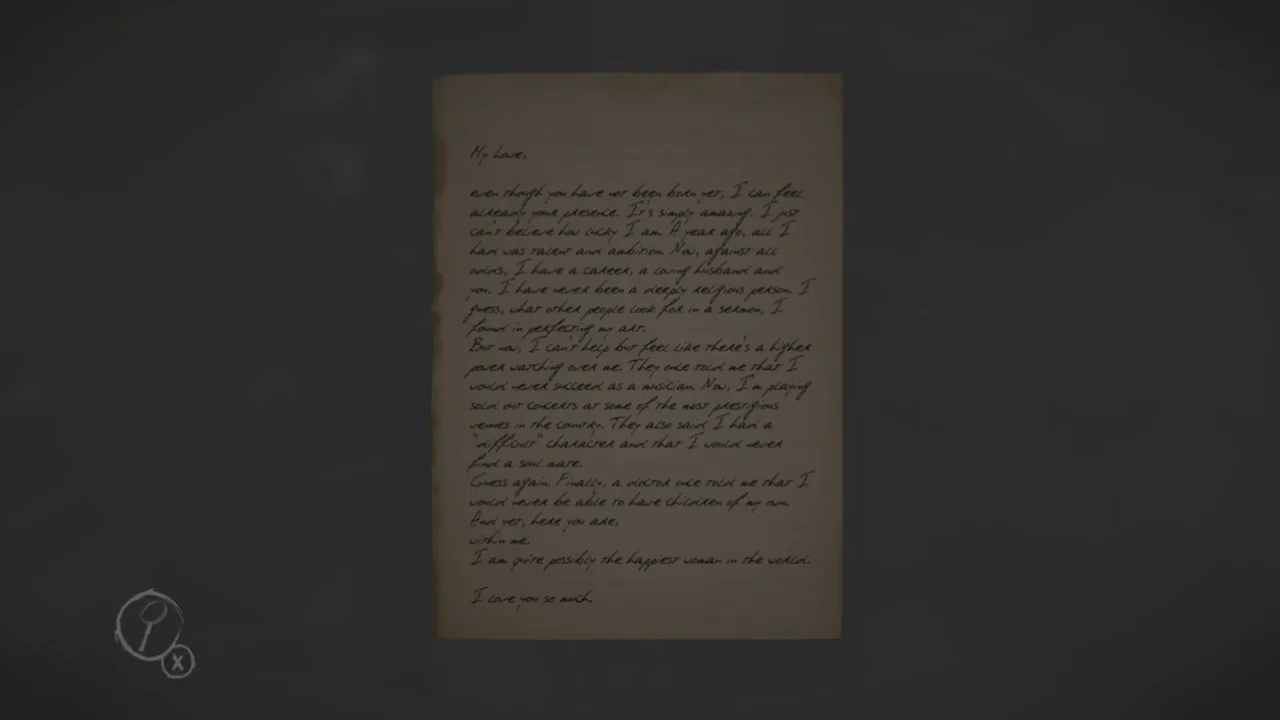 My Love,
even though you have not been born yet, I can feel
already your presence. It's simply amazing. I just
can't believe how lucky I am. A year ago, all I
had was talent and ambition. Now, against all
odds, I have a career, a loving husband and
you. I have never been a deeply religious person. I
guess, what other people look for in a sermon, I
found in perfecting my art.
But now, I can't help but feel like there's a higher
power watching over me. They once told me that I
would never succeed as a musician. Now, I'm playing
sold out concerts at some of the most prestigious
venues in the country. They also said I had a
"difficult" character and that I would never
find a soul mate.
Guess again. Finally, a doctor once told me that I
would never be able to have children of my own.
And yet, here you are,
within me.
I am quite possibly the happiest woman in the world.
I love you so much.
X